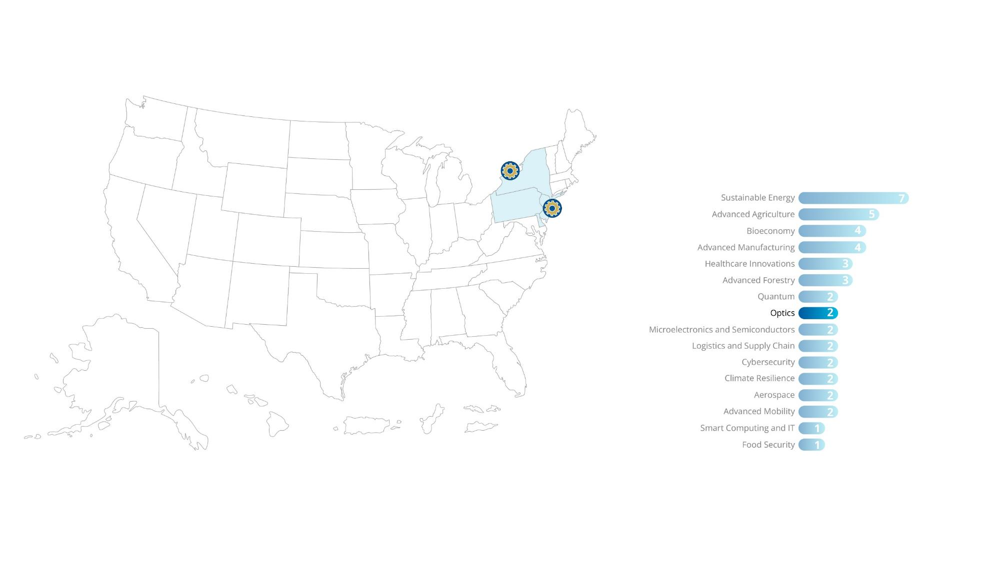 Sustainable Energy 7
Advanced Agriculture 5
Bioeconomy 4
Advanced Manufacturing 4
Healthcare Innovations 3
Advanced Forestry 3
Quantum 2
Optics 2
Microelectronics and Semiconductors 2
Logistics and Supply Chain 2
Cybersecurity 2
Climate Resilience 2
Aerospace 2
Advanced Mobility 2
Smart Computing and IT 1
Food Security 1